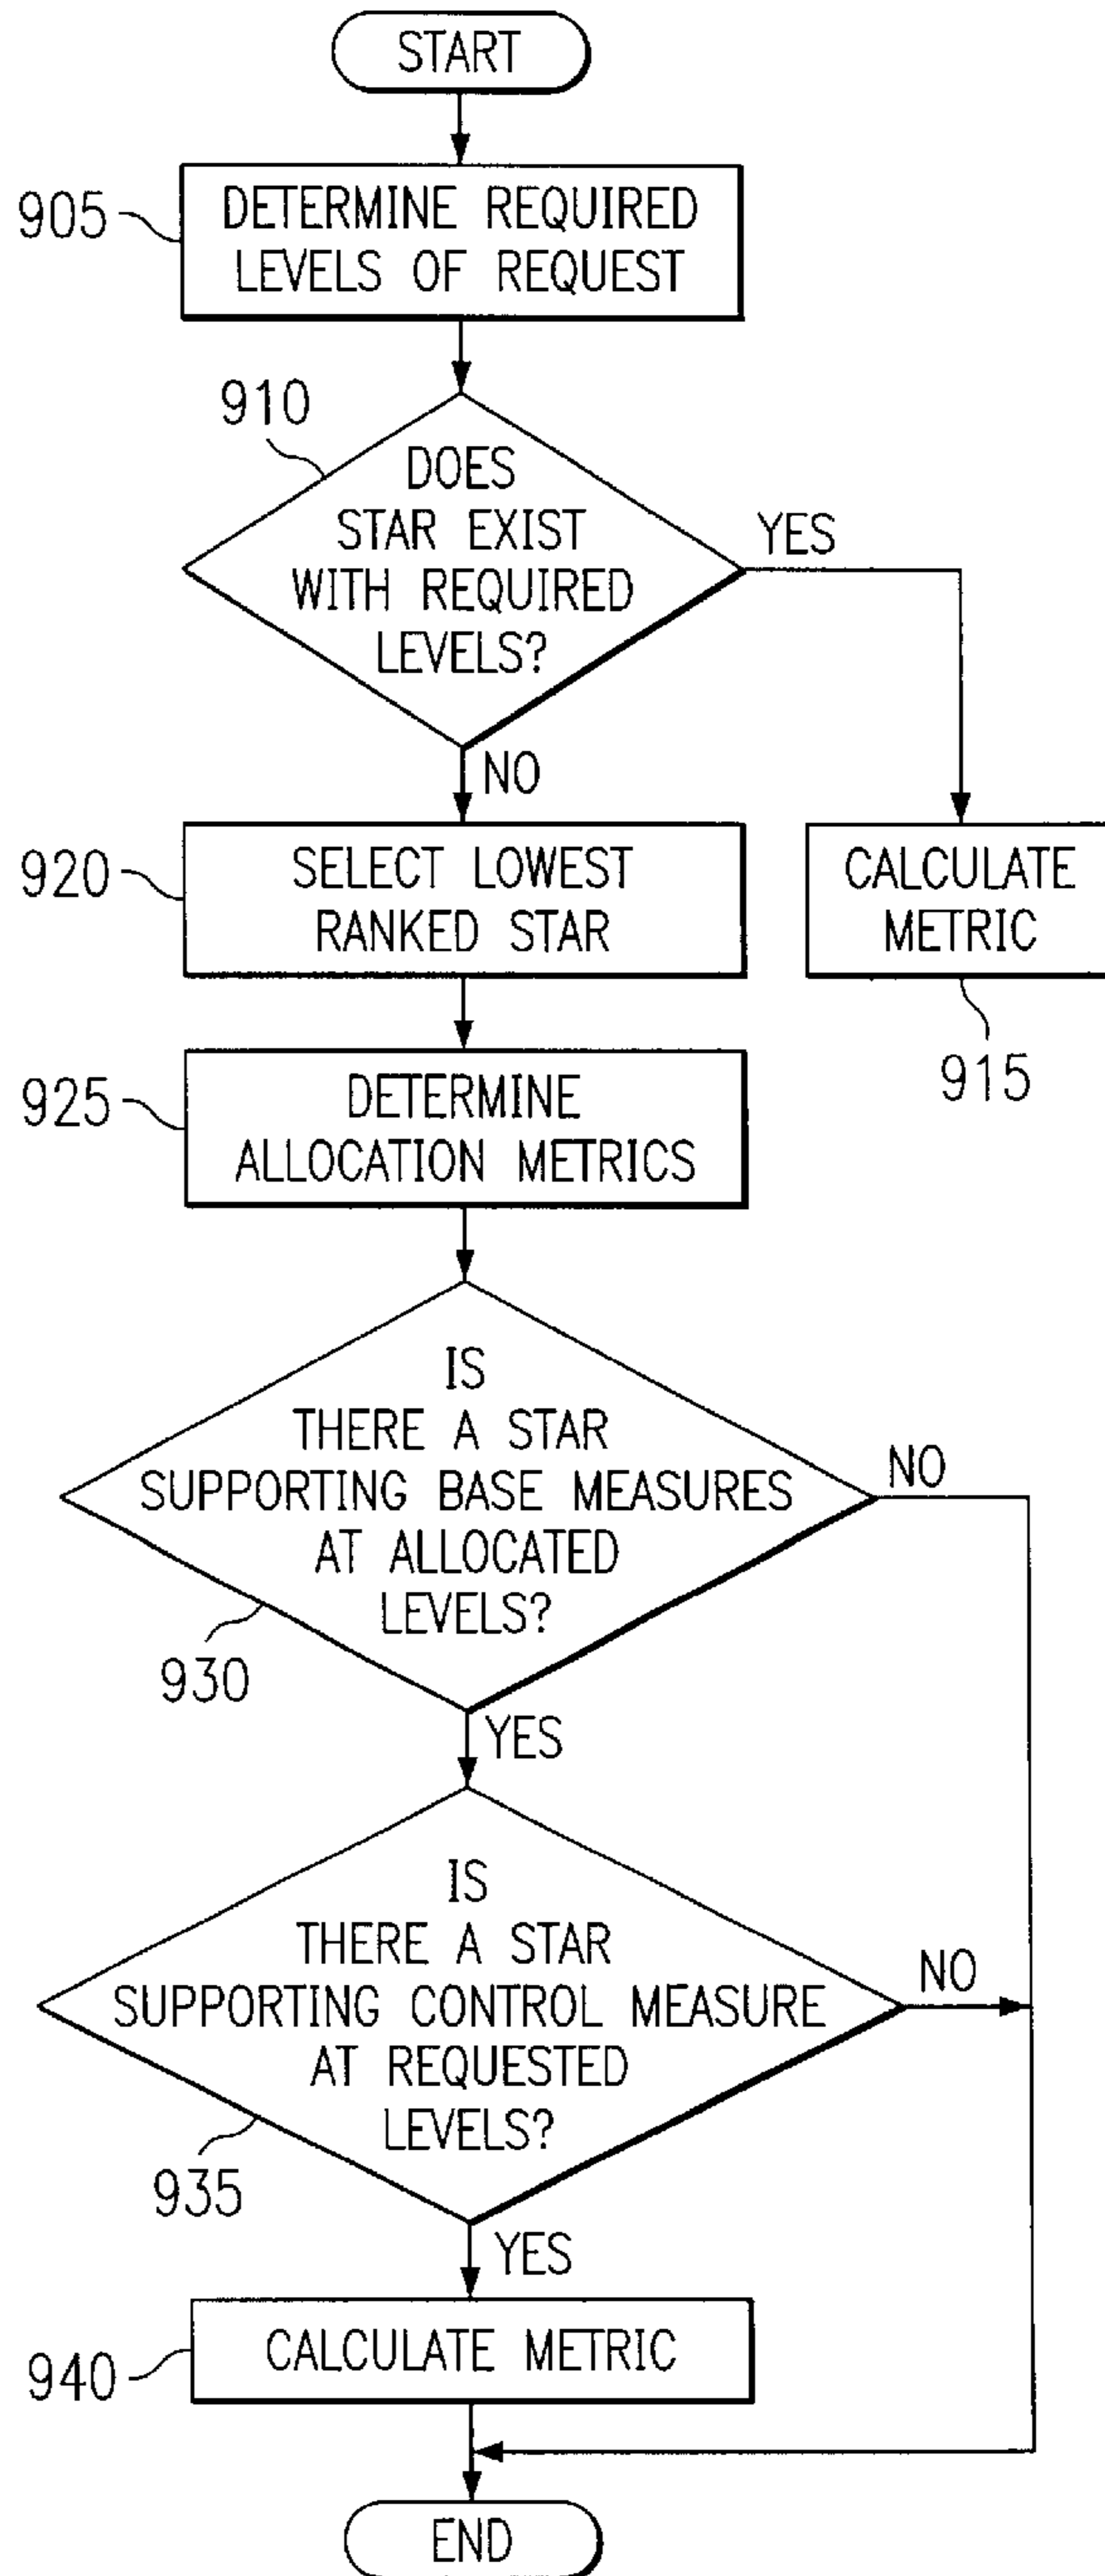 START
905
DETERMINE REQUIRED
LEVELS OF REQUEST
910
DOES
STAR EXIST
WITH REQUIRED
LEVELS?
YES
NO
920
SELECT LOWEST
RANKED STAR
CALCULATE
METRIC
915
925
DETERMINE
ALLOCATION METRICS
IS
THERE A STAR
SUPPORTING BASE MEASURES
AT ALLOCATED
LEVELS?
NO
930
YES
IS
THERE A STAR
SUPPORTING CONTROL MEASURE
AT REQUESTED
LEVELS?
NO
935
YES
940
CALCULATE METRIC
END